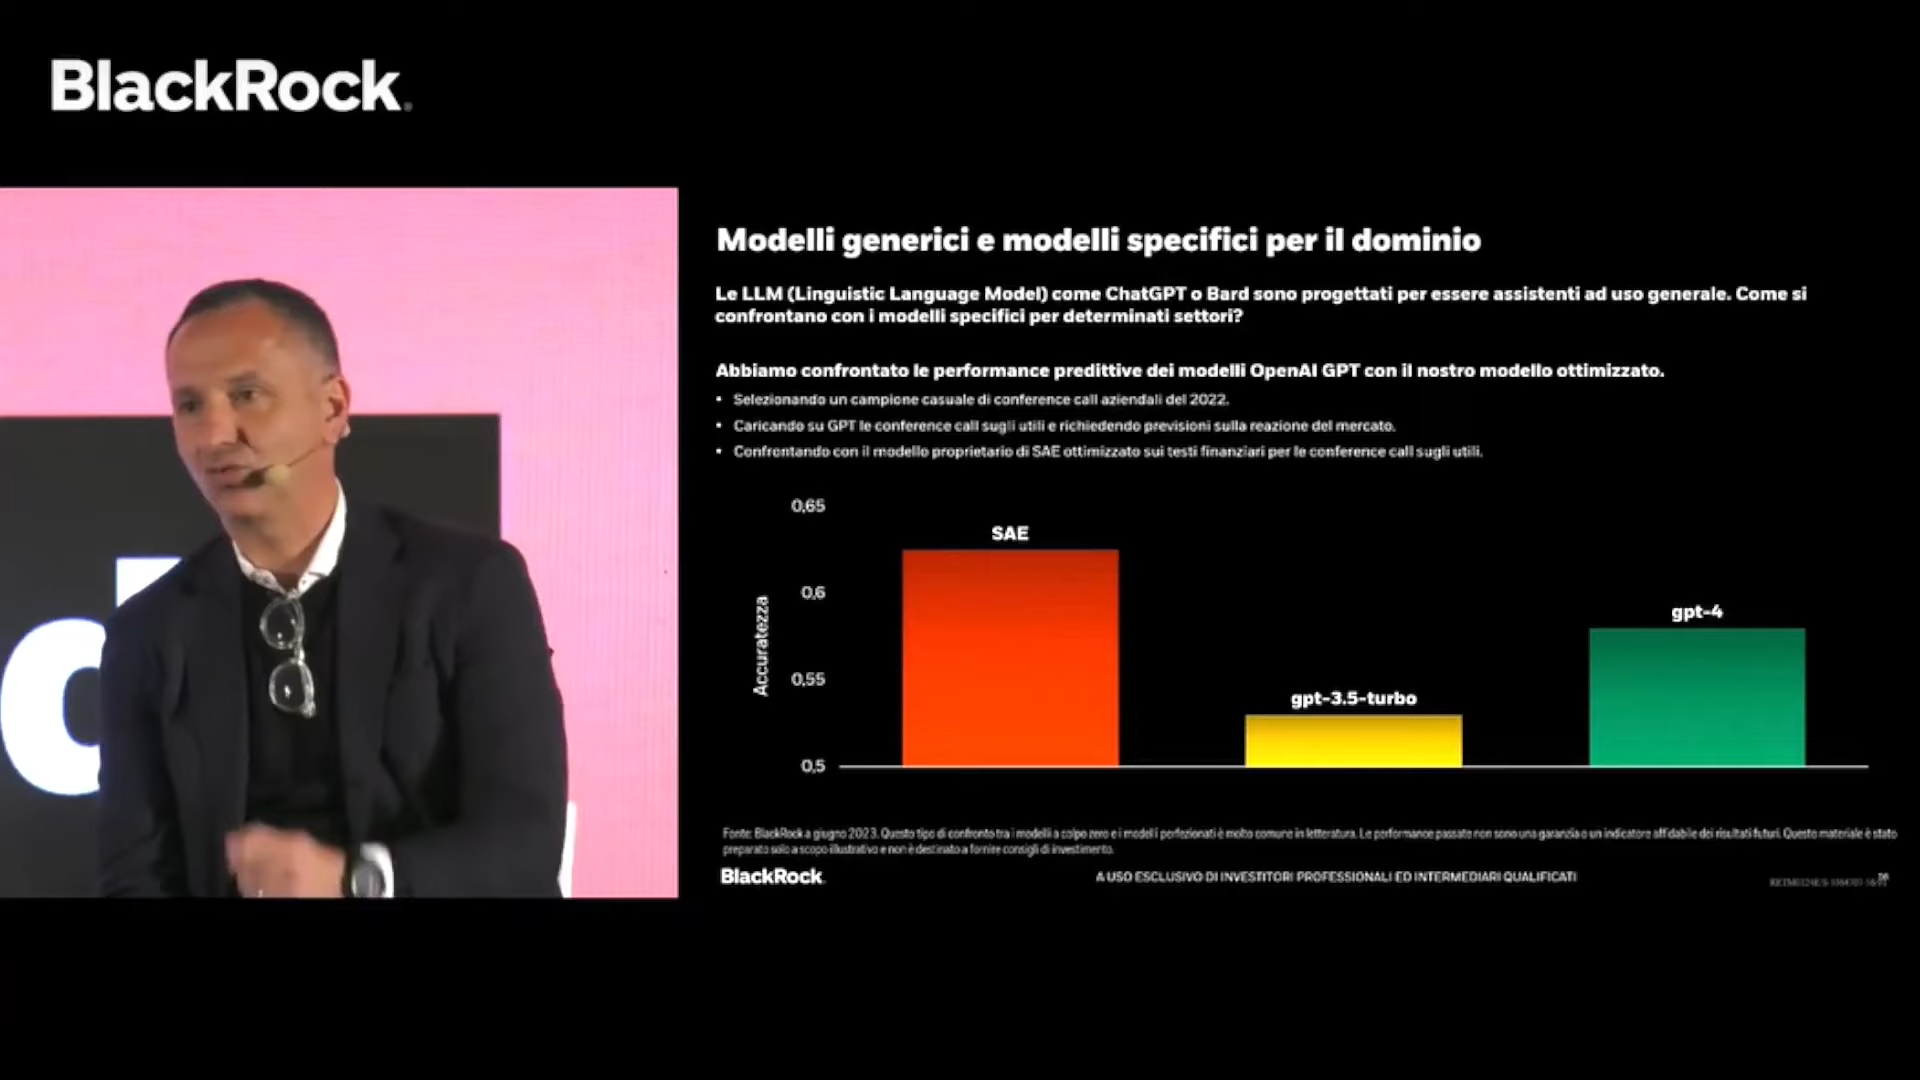 BlackRock.
Modelli generici e modelli specifici per il dominio
Le LLM (Linguistic Language Model) come ChatGPT o Bard sono progettati per essere assistenti ad uso generale. Come si
confrontano con i modelli specifici per determinati settori?
Abbiamo confrontato le performance predittive dei modelli OpenAI GPT con il nostro modello ottimizzato.
• Selezionando un campione casuale di conference call aziendali del 2022.
• Caricando su GPT le conference call sugli utili e richiedendo previsioni sulla reazione del mercato.
• Confrontando con il modello proprietario di SAE ottimizzato sui testi finanziari per le conference call sugli utili.
0,65
SAE
0,6
gpt-4
Accuratezza
0,55
gpt-3.5-turbo
0,5
Fonte: BlackRock a giugno 2023. Questo tipo di confronto tra i modelli a colpo zero e i modelli perfezionati è molto comune in letteratura. Le performance passate non sono una garanzia o un indicatore affidabile dei risultati futuri. Questo materiale è stato
preparato solo a scopo illustrativo e non è destinato a fornire consigli di investimento.
BlackRock.
A USO ESCLUSIVO DI INVESTITORI PROFESSIONALI ED INTERMEDIARI QUALIFICATI